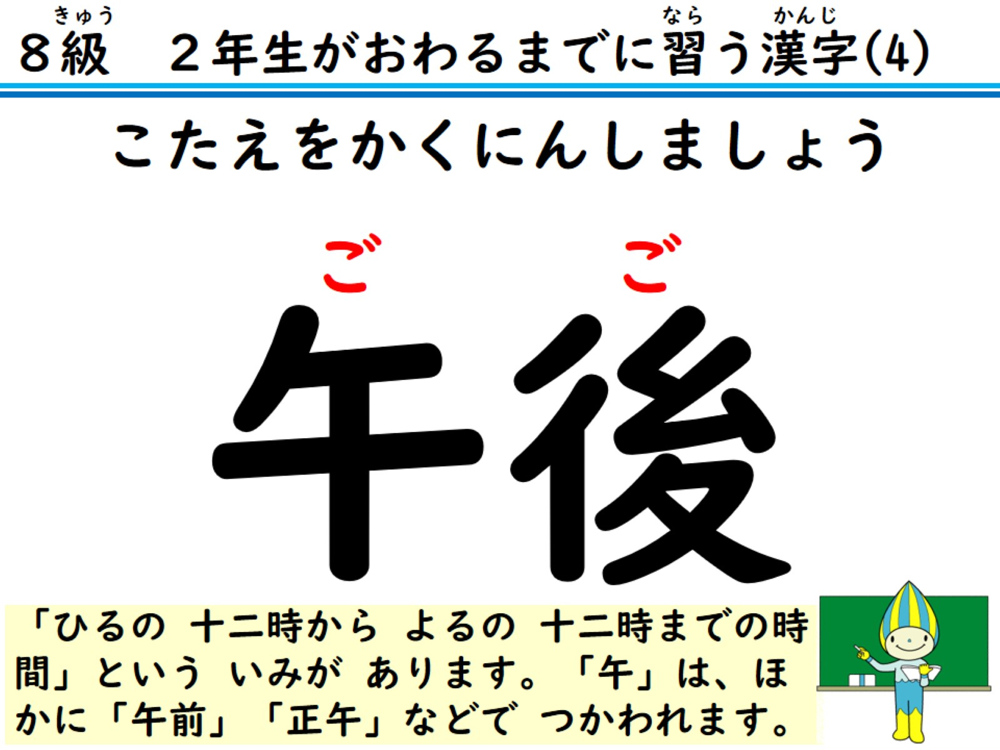 きゅう なら かんじ
8級 2年生がおわるまでに習う漢字(4)
こたえをかくにんしましょう
ご ご
午後
「ひるの 十二時から よるの 十二時までの時
間」という いみが あります。「午」は、ほ
かに「午前」「正午」などで つかわれます。